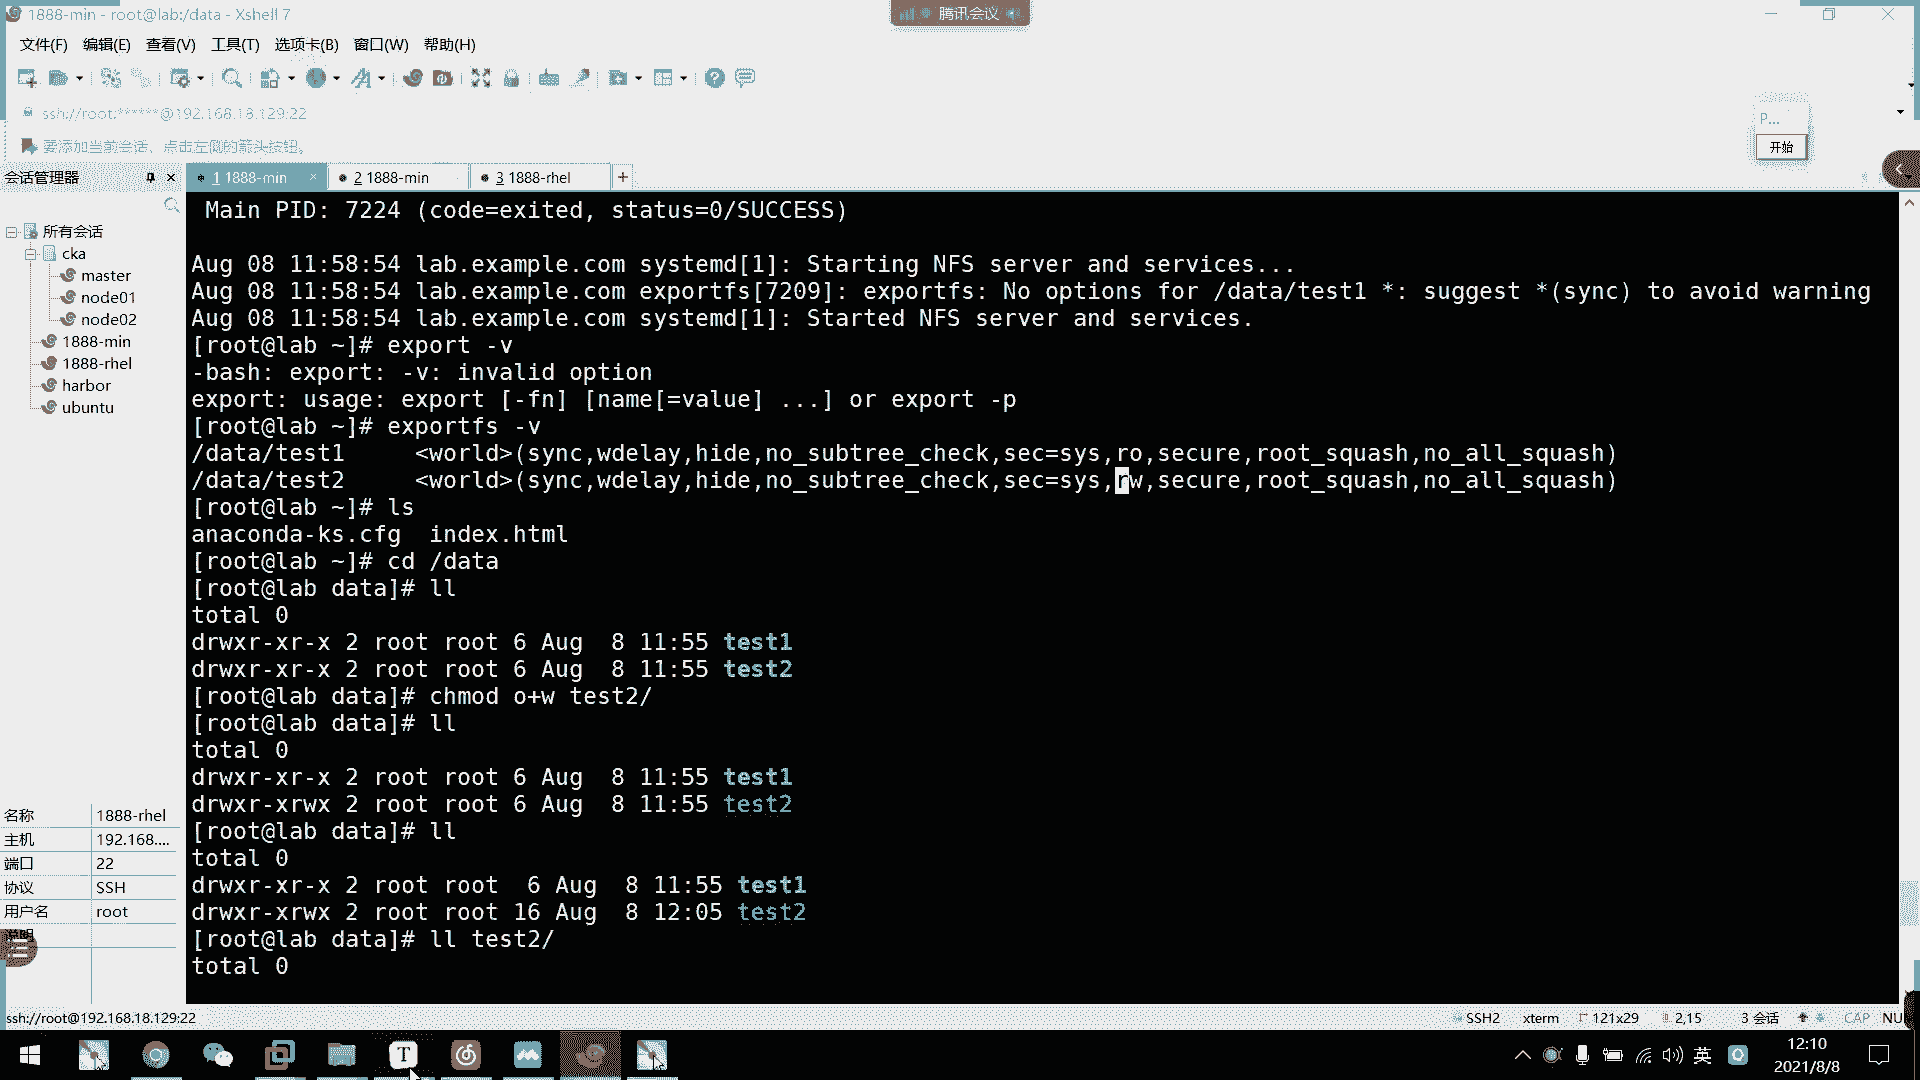 1888-min - root@lab:/data - Xshell 7
腾讯会议
文件(F) 编辑(E) 查看(V) 工具(T) 选项卡(B) 窗口(W) 帮助(H)
ssh://root:******@192.168.18.129:22
P...
要添加当前会话，点击左侧的箭头按钮。
开始
会话管理器
1 1888-min
2 1888-min
3 1888-rhel
所有会话
cka
master
node01
node02
1888-min
1888-rhel
harbor
ubuntu
名称 1888-rhel
主机 192.168....
端口 22
协议 SSH
用户名 root
说明
Main PID: 7224 (code=exited, status=0/SUCCESS)
Aug 08 11:58:54 lab.example.com systemd[1]: Starting NFS server and services...
Aug 08 11:58:54 lab.example.com exportfs[7209]: exportfs: No options for /data/test1 *: suggest *(sync) to avoid warning
Aug 08 11:58:54 lab.example.com systemd[1]: Started NFS server and services.
[root@lab ~]# export -v
-bash: export: -v: invalid option
export: usage: export [-fn] [name[=value] ...] or export -p
[root@lab ~]# exportfs -v
/data/test1 <world>(sync,wdelay,hide,no_subtree_check,sec=sys,ro,secure,root_squash,no_all_squash)
/data/test2 <world>(sync,wdelay,hide,no_subtree_check,sec=sys,rw,secure,root_squash,no_all_squash)
[root@lab ~]# ls
anaconda-ks.cfg index.html
[root@lab ~]# cd /data
[root@lab data]# ll
total 0
drwxr-xr-x 2 root root 6 Aug 8 11:55 test1
drwxr-xr-x 2 root root 6 Aug 8 11:55 test2
[root@lab data]# chmod o+w test2/
[root@lab data]# ll
total 0
drwxr-xr-x 2 root root 6 Aug 8 11:55 test1
drwxr-xrwx 2 root root 6 Aug 8 11:55 test2
[root@lab data]# ll
total 0
drwxr-xr-x 2 root root 6 Aug 8 11:55 test1
drwxr-xrwx 2 root root 16 Aug 8 12:05 test2
[root@lab data]# ll test2/
total 0
ssh://root@192.168.18.129:22
SSH2 xterm 121x29 2,15 3 会话 CAP NU
T
英
12:10
2021/8/8